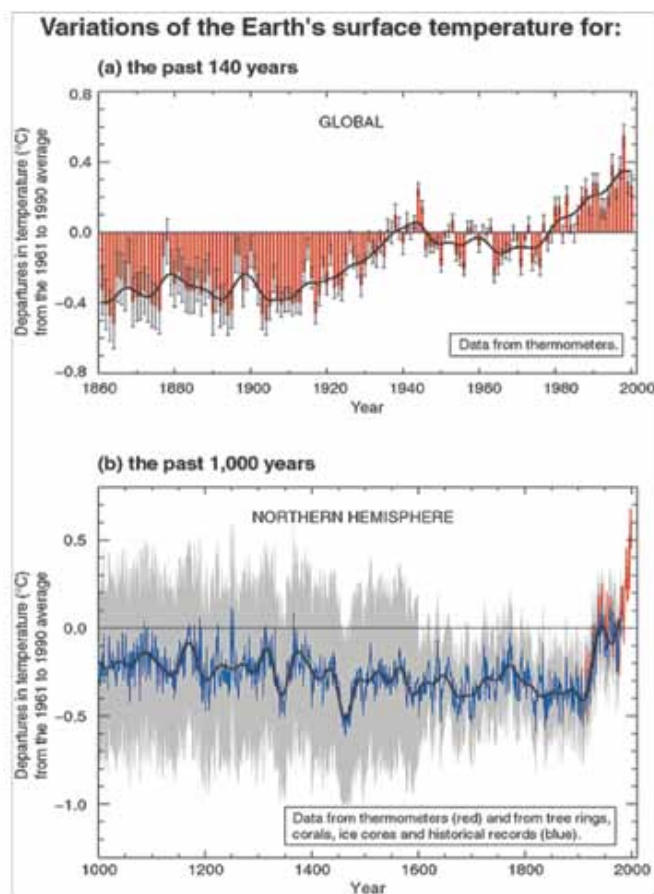 Variations of the Earth's surface temperature for:
(a) the past 140 years
GLOBAL
Departures in temperature (°C)
from the 1961 to 1990 average
0.8
0.4
0.0
−0.4
−0.8
Data from thermometers.
1860 1880 1900 1920 1940 1960 1980 2000
Year
(b) the past 1,000 years
NORTHERN HEMISPHERE
Departures in temperature (°C)
from the 1961 to 1990 average
0.5
0.0
−0.5
−1.0
Data from thermometers (red) and from tree rings,
corals, ice cores and historical records (blue).
1000 1200 1400 1600 1800 2000
Year